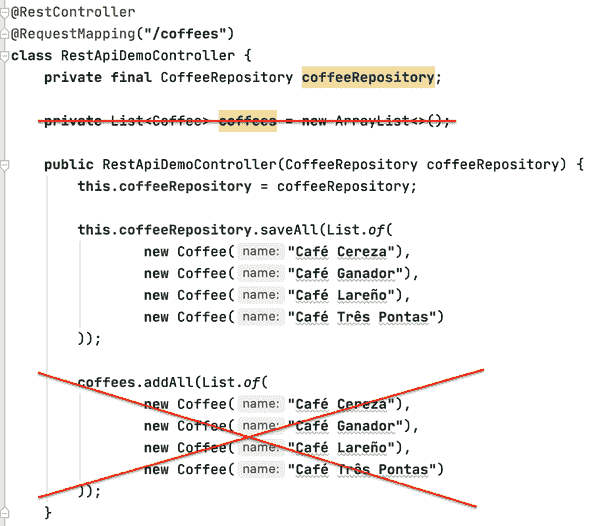 @RestController
@RequestMapping("/coffees")
class RestApiDemoController {
private final CoffeeRepository coffeeRepository;
private List<Coffee> coffees = new ArrayList<>();
public RestApiDemoController(CoffeeRepository coffeeRepository) {
this.coffeeRepository = coffeeRepository;
this.coffeeRepository.saveAll(List.of(
new Coffee( name: "Café Cereza"),
new Coffee( name: "Café Ganador"),
new Coffee( name: "Café Lareño"),
new Coffee( name: "Café Três Pontas")
));
coffees.addAll(List.of(
new Coffee( name: "Café Cereza"),
new Coffee( name: "Café Ganador"),
new Coffee( name: "Café Lareño"),
new Coffee( name: "Café Três Pontas")
));
}